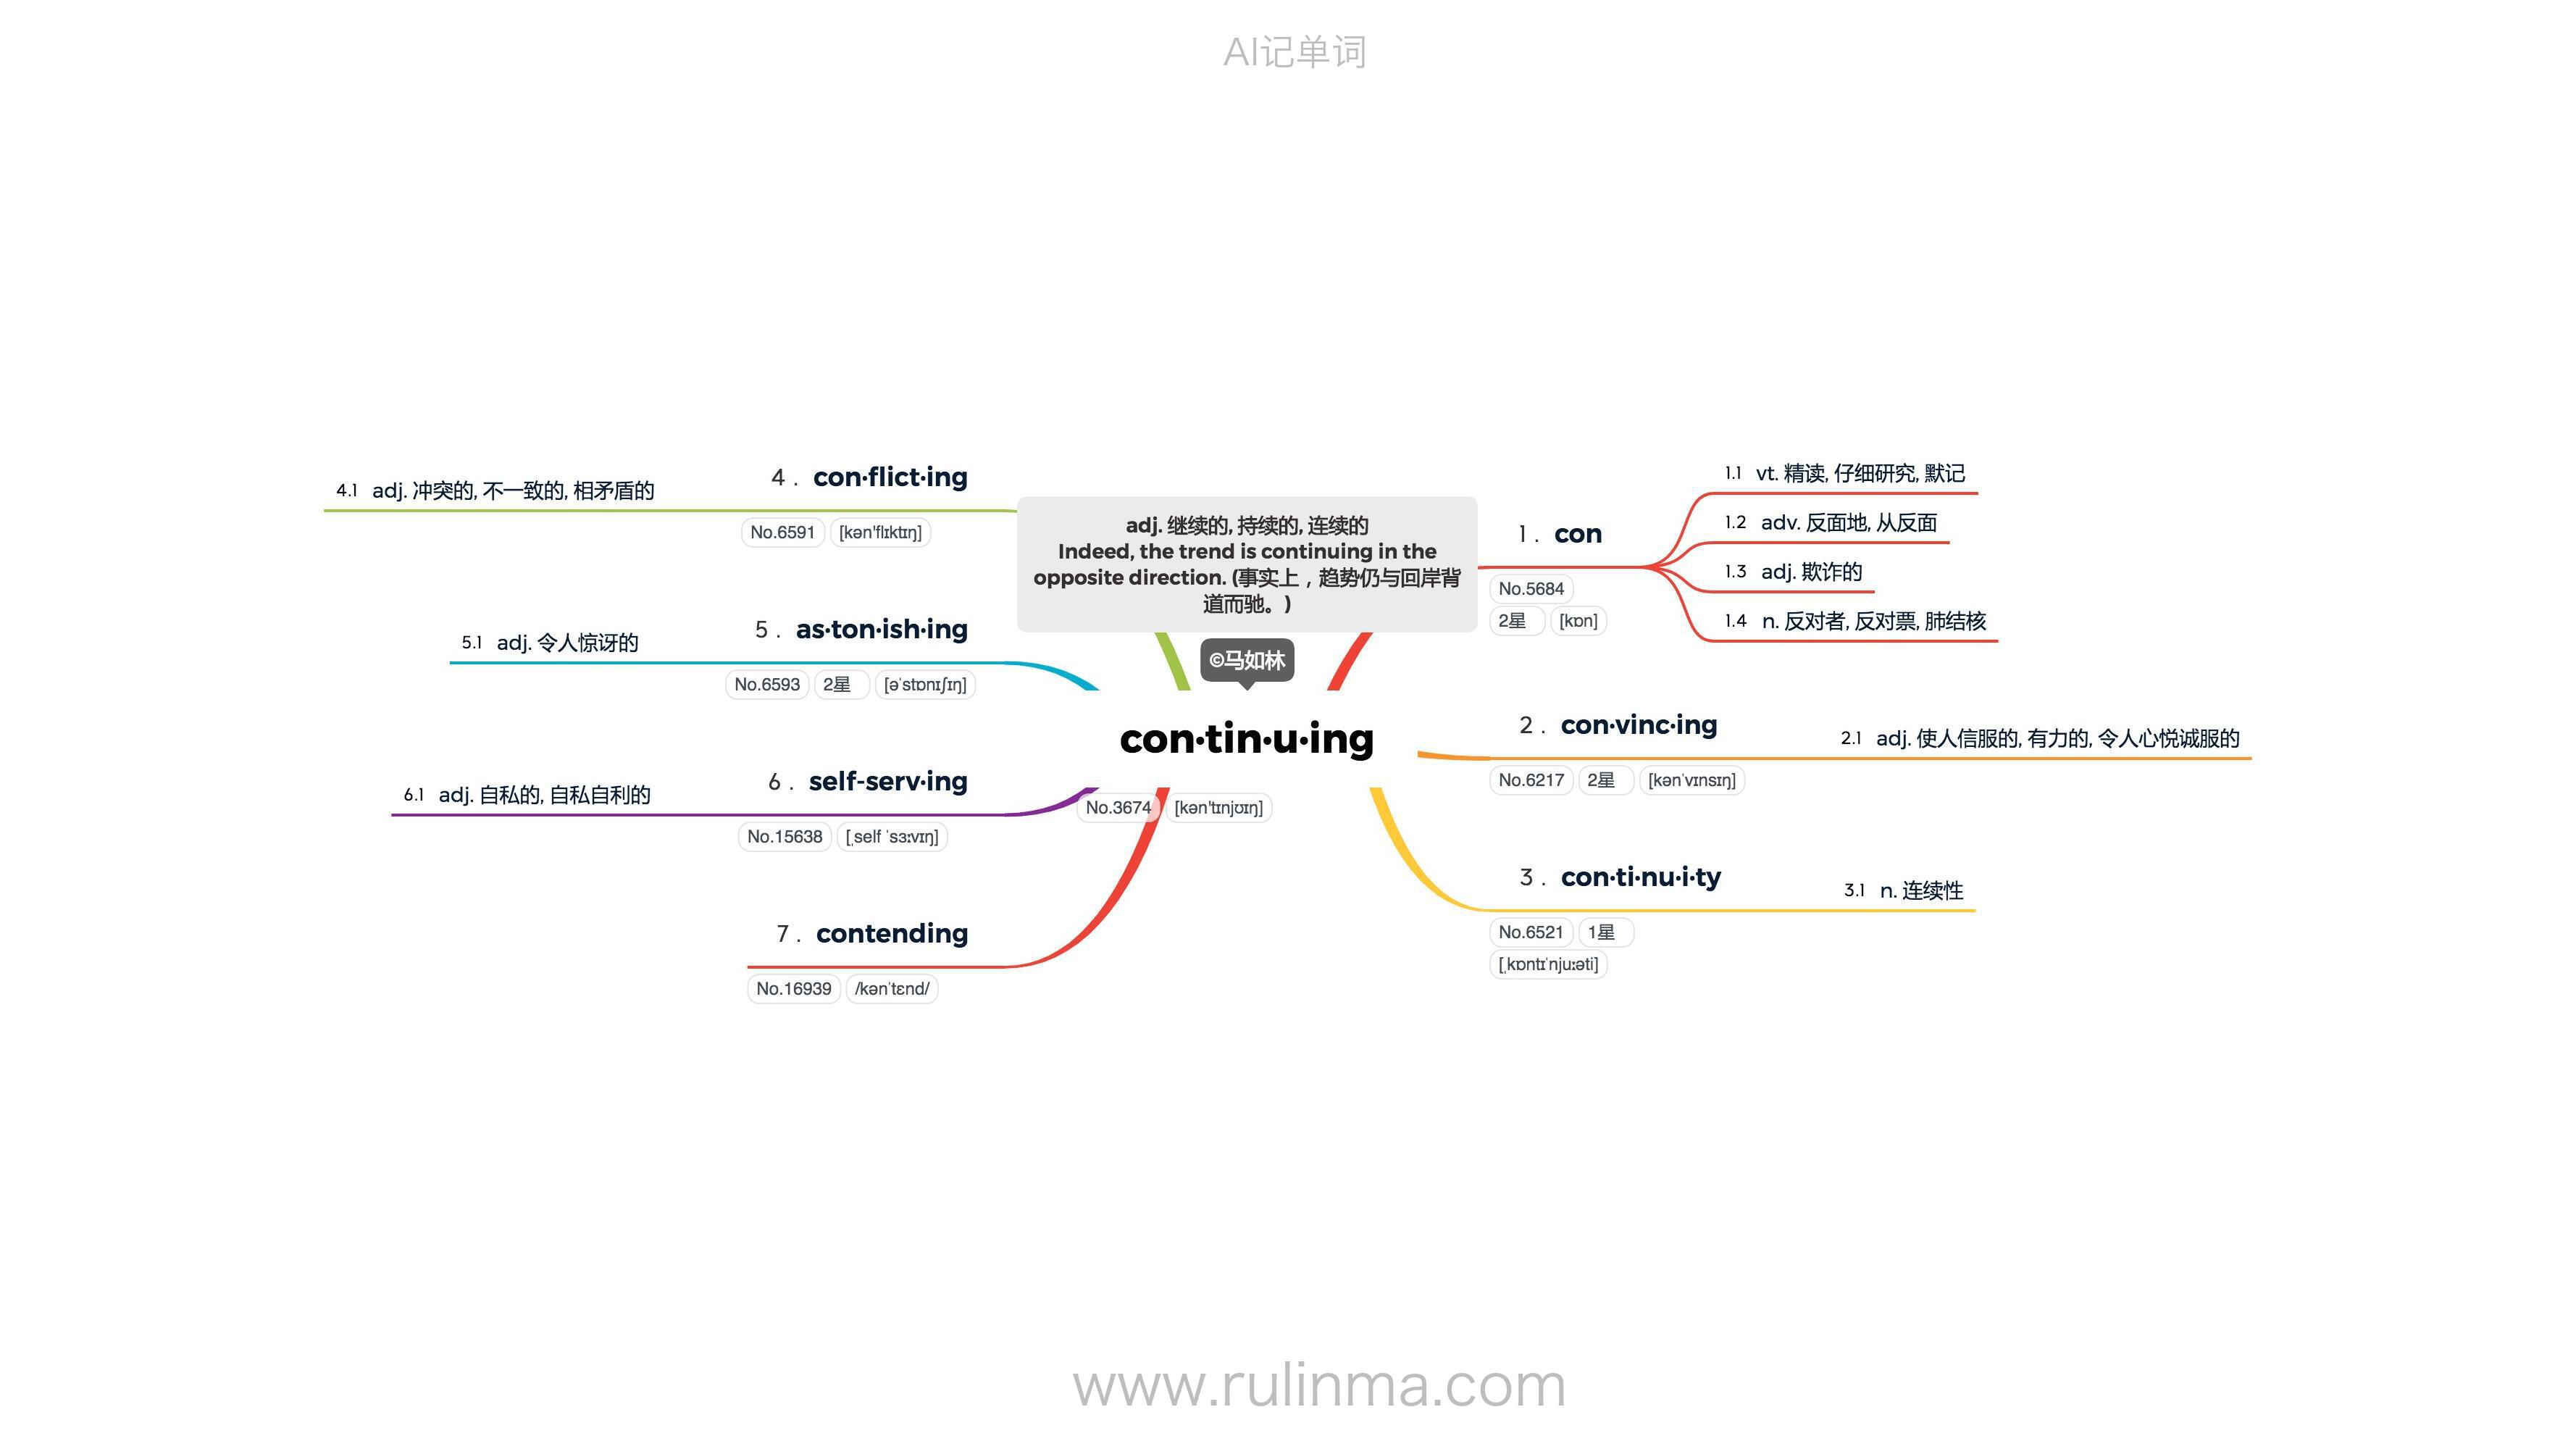 AI记单词
adj. 继续的, 持续的, 连续的
Indeed, the trend is continuing in the
opposite direction. (事实上，趋势仍与回岸背
道而驰。)
©马如林
con·tin·u·ing
No.3674 [kən'tɪnjʊɪŋ]
1. con
No.5684
2星 [kɒn]
1.1 vt. 精读, 仔细研究, 默记
1.2 adv. 反面地, 从反面
1.3 adj. 欺诈的
1.4 n. 反对者, 反对票, 肺结核
2. con·vinc·ing
No.6217 2星 [kənˈvɪnsɪŋ]
2.1 adj. 使人信服的, 有力的, 令人心悦诚服的
3. con·ti·nu·i·ty
No.6521 1星
[ˌkɒntɪˈnjuːəti]
3.1 n. 连续性
4. con·flict·ing
No.6591 [kən'flɪktɪŋ]
4.1 adj. 冲突的, 不一致的, 相矛盾的
5. as·ton·ish·ing
No.6593 2星 [əˈstɒnɪʃɪŋ]
5.1 adj. 令人惊讶的
6. self-serv·ing
No.15638 [ˌself ˈsɜːvɪŋ]
6.1 adj. 自私的, 自私自利的
7. contending
No.16939 /kənˈtɛnd/
www.rulinma.com